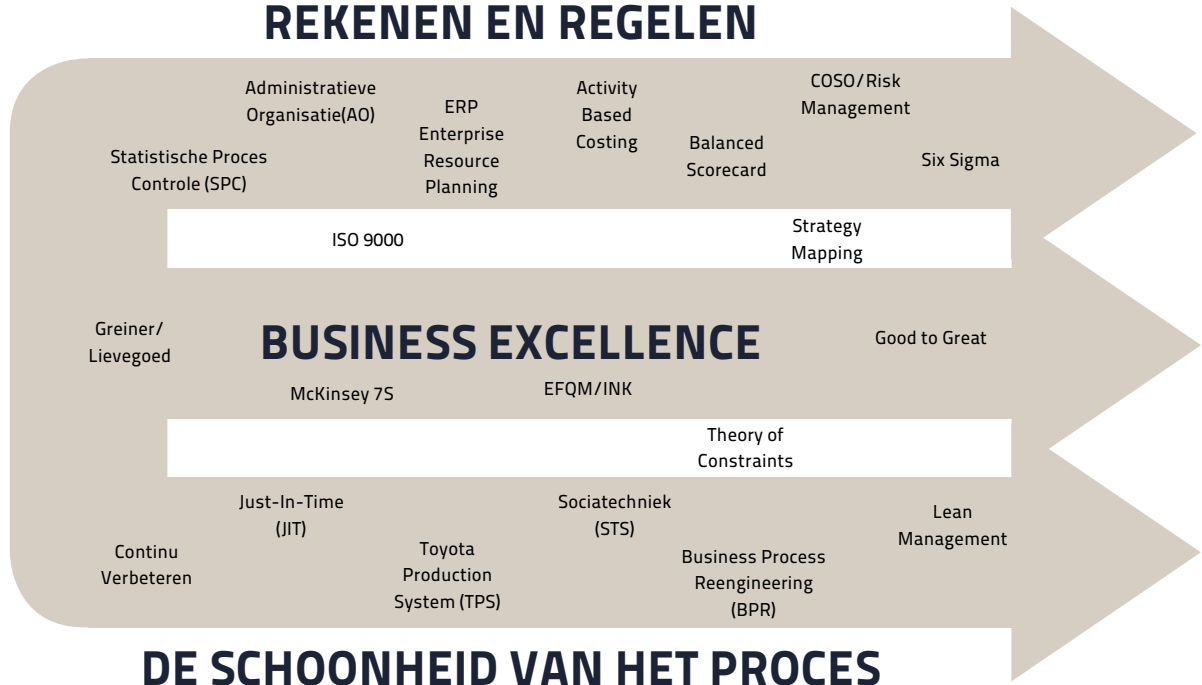 REKENEN EN REGELEN
Administratieve
Organisatie(AO)
ERP
Enterprise
Resource
Planning
Activity
Based
Costing
COSO/Risk
Management
Statistische Proces
Controle (SPC)
Balanced
Scorecard
Six Sigma
ISO 9000
Strategy
Mapping
Greiner/
Lievegoed
BUSINESS EXCELLENCE
Good to Great
McKinsey 7S
EFQM/INK
Theory of
Constraints
Just-In-Time
(JIT)
Sociatechniek
(STS)
Lean
Management
Continu
Verbeteren
Toyota
Production
System (TPS)
Business Process
Reengineering
(BPR)
DE SCHOONHEID VAN HET PROCES